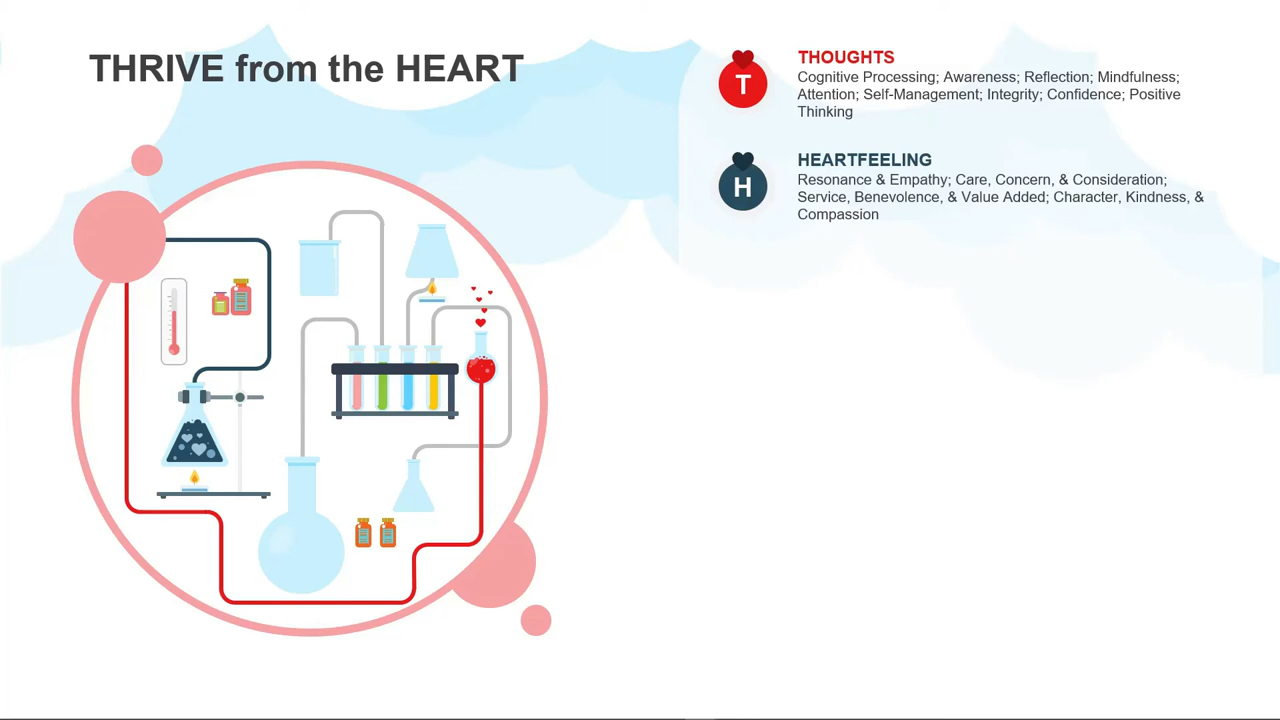 THRIVE from the HEART
T
THOUGHTS
Cognitive Processing; Awareness; Reflection; Mindfulness;
Attention; Self-Management; Integrity; Confidence; Positive
Thinking
H
HEARTFEELING
Resonance & Empathy; Care, Concern, & Consideration;
Service, Benevolence, & Value Added; Character, Kindness, &
Compassion